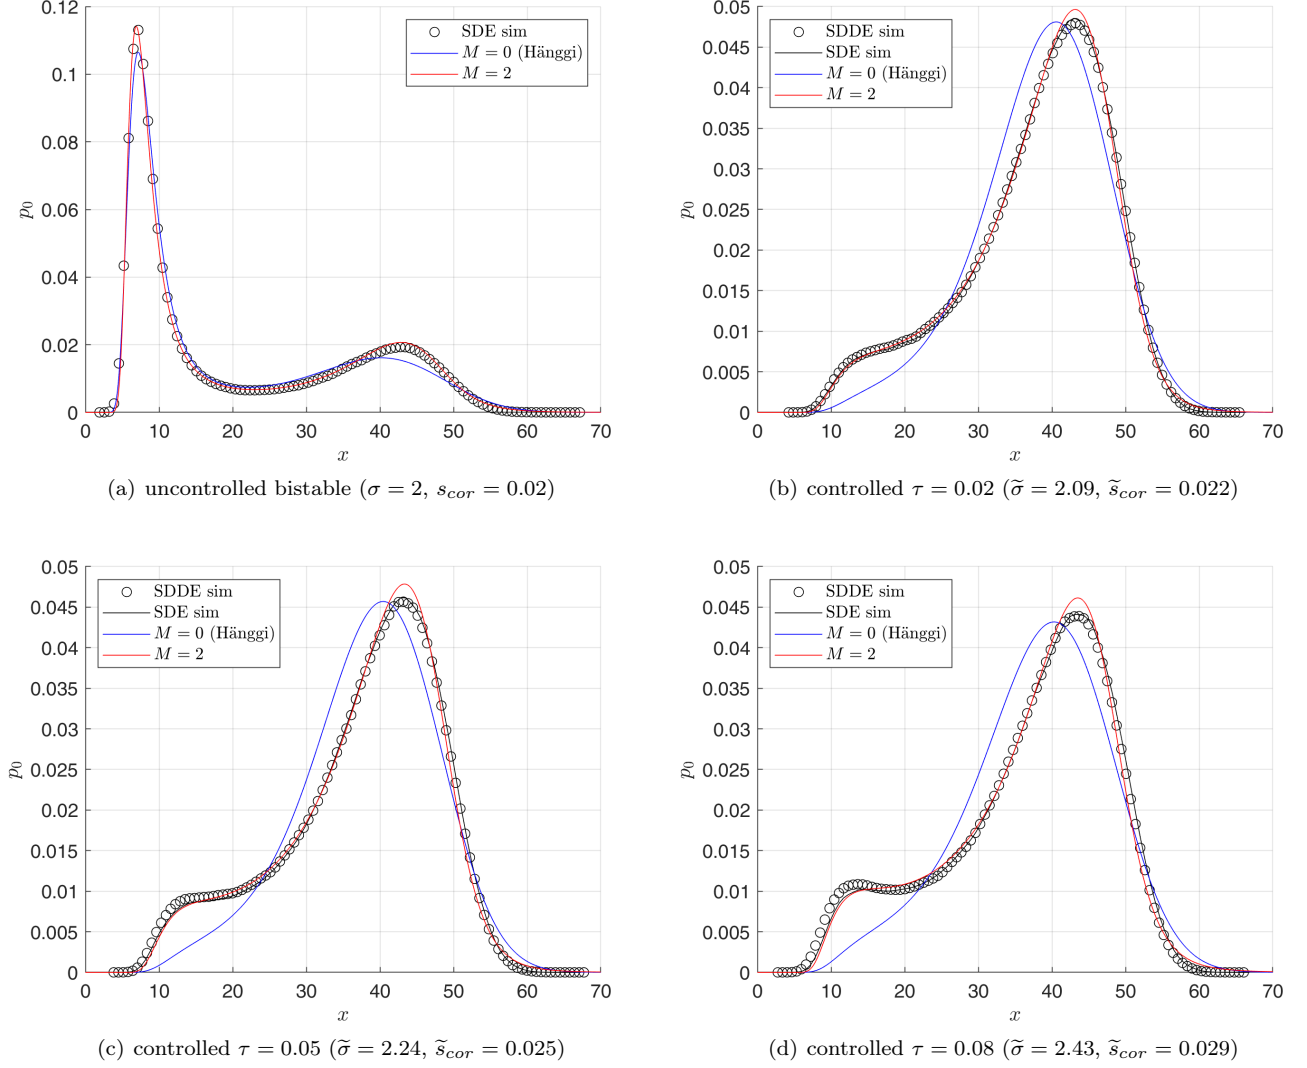 0.12
0.1
0.08
0.06
0.04
0.02
0
p₀
SDE sim
M = 0 (Hänggi)
M = 2
0 10 20 30 40 50 60 70
x
(a) uncontrolled bistable (σ = 2, s_cor = 0.02)
0.05
0.045
0.04
0.035
0.03
0.025
0.02
0.015
0.01
0.005
0
p₀
SDDE sim
SDE sim
M = 0 (Hänggi)
M = 2
0 10 20 30 40 50 60 70
x
(b) controlled τ = 0.02 (σ̃ = 2.09, s̃_cor = 0.022)
0.05
0.045
0.04
0.035
0.03
0.025
0.02
0.015
0.01
0.005
0
p₀
SDDE sim
SDE sim
M = 0 (Hänggi)
M = 2
0 10 20 30 40 50 60 70
x
(c) controlled τ = 0.05 (σ̃ = 2.24, s̃_cor = 0.025)
0.05
0.045
0.04
0.035
0.03
0.025
0.02
0.015
0.01
0.005
0
p₀
SDDE sim
SDE sim
M = 0 (Hänggi)
M = 2
0 10 20 30 40 50 60 70
x
(d) controlled τ = 0.08 (σ̃ = 2.43, s̃_cor = 0.029)